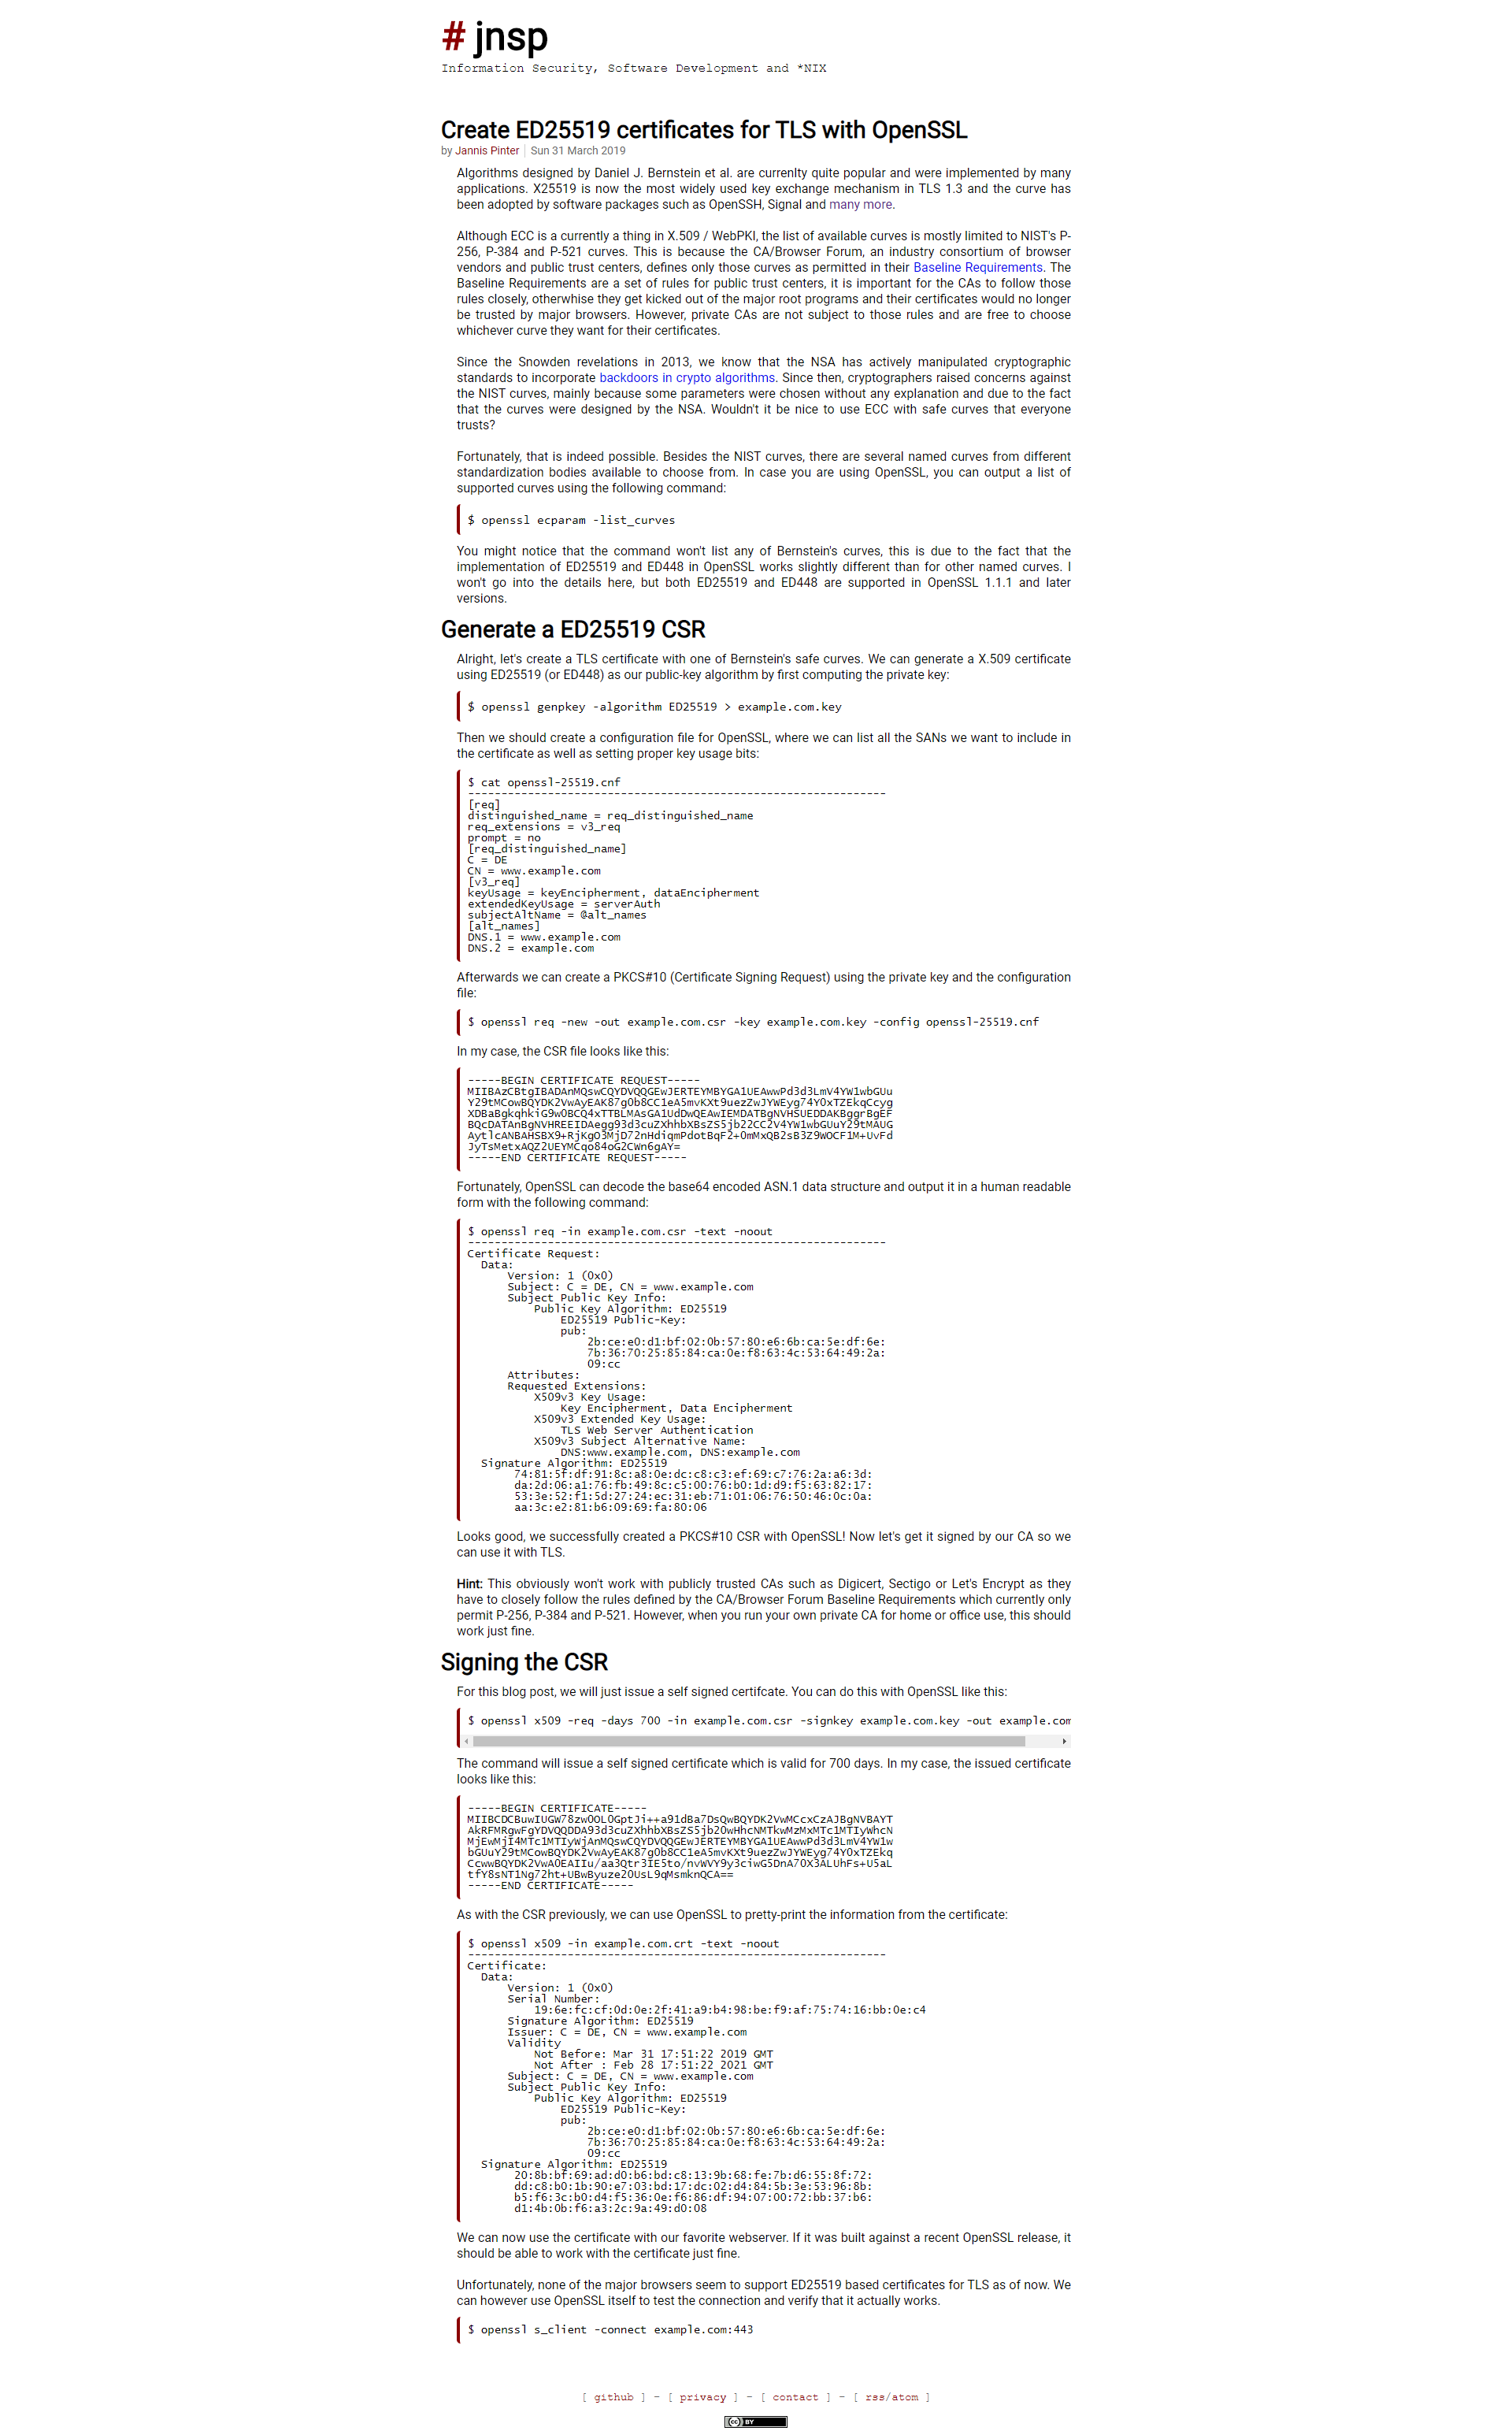 # jnsp
Information Security, Software Development and *NIX
Create ED25519 certificates for TLS with OpenSSL
by Jannis Pinter Sun 31 March 2019
Algorithms designed by Daniel J. Bernstein et al. are currenlty quite popular and were implemented by many
applications. X25519 is now the most widely used key exchange mechanism in TLS 1.3 and the curve has
been adopted by software packages such as OpenSSH, Signal and many more.
Although ECC is a currently a thing in X.509 / WebPKI, the list of available curves is mostly limited to NIST's P-
256, P-384 and P-521 curves. This is because the CA/Browser Forum, an industry consortium of browser
vendors and public trust centers, defines only those curves as permitted in their Baseline Requirements. The
Baseline Requirements are a set of rules for public trust centers, it is important for the CAs to follow those
rules closely, otherwhise they get kicked out of the major root programs and their certificates would no longer
be trusted by major browsers. However, private CAs are not subject to those rules and are free to choose
whichever curve they want for their certificates.
Since the Snowden revelations in 2013, we know that the NSA has actively manipulated cryptographic
standards to incorporate backdoors in crypto algorithms. Since then, cryptographers raised concerns against
the NIST curves, mainly because some parameters were chosen without any explanation and due to the fact
that the curves were designed by the NSA. Wouldn't it be nice to use ECC with safe curves that everyone
trusts?
Fortunately, that is indeed possible. Besides the NIST curves, there are several named curves from different
standardization bodies available to choose from. In case you are using OpenSSL, you can output a list of
supported curves using the following command:
$ openssl ecparam -list_curves
You might notice that the command won't list any of Bernstein's curves, this is due to the fact that the
implementation of ED25519 and ED448 in OpenSSL works slightly different than for other named curves. I
won't go into the details here, but both ED25519 and ED448 are supported in OpenSSL 1.1.1 and later
versions.
Generate a ED25519 CSR
Alright, let's create a TLS certificate with one of Bernstein's safe curves. We can generate a X.509 certificate
using ED25519 (or ED448) as our public-key algorithm by first computing the private key:
$ openssl genpkey -algorithm ED25519 > example.com.key
Then we should create a configuration file for OpenSSL, where we can list all the SANs we want to include in
the certificate as well as setting proper key usage bits:
$ cat openssl-25519.cnf
---------------------------------------------------------------
[req]
distinguished_name = req_distinguished_name
req_extensions = v3_req
prompt = no
[req_distinguished_name]
C = DE
CN = www.example.com
[v3_req]
keyUsage = keyEncipherment, dataEncipherment
extendedKeyUsage = serverAuth
subjectAltName = @alt_names
[alt_names]
DNS.1 = www.example.com
DNS.2 = example.com
Afterwards we can create a PKCS#10 (Certificate Signing Request) using the private key and the configuration
file:
$ openssl req -new -out example.com.csr -key example.com.key -config openssl-25519.cnf
In my case, the CSR file looks like this:
-----BEGIN CERTIFICATE REQUEST-----
MIIBAzCBtgIBADAnMQswCQYDVQQGEwJERTEYMBYGA1UEAwwPd3d3LmV4YW1wbGUu
Y29tMCowBQYDK2VwAyEAK87g0b8CC1eA5mvKXt9uezZwJYWEyg74Y0xTZEkqCcyg
XDBaBgkqhkiG9w0BCQ4xTTBLMAsGA1UdDwQEAwIEMDATBgNVHSUEDDAKBggrBgEF
BQcDATAnBgNVHREEIDAegg93d3cuZXhhbXBsZS5jb22CC2V4YW1wbGUuY29tMAUG
AytlcANBAHSBX9+RjKgO3MjD72nHdiqmPdotBqF2+0mMxQB2sB3Z9WOCF1M+UvFd
JyTsMetxAQZ2UEYMCqo84oG2CWn6gAY=
-----END CERTIFICATE REQUEST-----
Fortunately, OpenSSL can decode the base64 encoded ASN.1 data structure and output it in a human readable
form with the following command:
$ openssl req -in example.com.csr -text -noout
---------------------------------------------------------------
Certificate Request:
Data:
Version: 1 (0x0)
Subject: C = DE, CN = www.example.com
Subject Public Key Info:
Public Key Algorithm: ED25519
ED25519 Public-Key:
pub:
2b:ce:e0:d1:bf:02:0b:57:80:e6:6b:ca:5e:df:6e:
7b:36:70:25:85:84:ca:0e:f8:63:4c:53:64:49:2a:
09:cc
Attributes:
Requested Extensions:
X509v3 Key Usage:
Key Encipherment, Data Encipherment
X509v3 Extended Key Usage:
TLS Web Server Authentication
X509v3 Subject Alternative Name:
DNS:www.example.com, DNS:example.com
Signature Algorithm: ED25519
74:81:5f:df:91:8c:a8:0e:dc:c8:c3:ef:69:c7:76:2a:a6:3d:
da:2d:06:a1:76:fb:49:8c:c5:00:76:b0:1d:d9:f5:63:82:17:
53:3e:52:f1:5d:27:24:ec:31:eb:71:01:06:76:50:46:0c:0a:
aa:3c:e2:81:b6:09:69:fa:80:06
Looks good, we successfully created a PKCS#10 CSR with OpenSSL! Now let's get it signed by our CA so we
can use it with TLS.
Hint: This obviously won't work with publicly trusted CAs such as Digicert, Sectigo or Let's Encrypt as they
have to closely follow the rules defined by the CA/Browser Forum Baseline Requirements which currently only
permit P-256, P-384 and P-521. However, when you run your own private CA for home or office use, this should
work just fine.
Signing the CSR
For this blog post, we will just issue a self signed certifcate. You can do this with OpenSSL like this:
$ openssl x509 -req -days 700 -in example.com.csr -signkey example.com.key -out example.com
The command will issue a self signed certificate which is valid for 700 days. In my case, the issued certificate
looks like this:
-----BEGIN CERTIFICATE-----
MIIBCDCBuwIUGW78zw0OL0GptJi++a91dBa7DsQwBQYDK2VwMCcxCzAJBgNVBAYT
AkRFMRgwFgYDVQQDDA93d3cuZXhhbXBsZS5jb20wHhcNMTkwMzMxMTc1MTIyWhcN
MjEwMjI4MTc1MTIyWjAnMQswCQYDVQQGEwJERTEYMBYGA1UEAwwPd3d3LmV4YW1w
bGUuY29tMCowBQYDK2VwAyEAK87g0b8CC1eA5mvKXt9uezZwJYWEyg74Y0xTZEkq
CcwwBQYDK2VwA0EAIIu/aa3Qtr3IE5to/nvWVY9y3ciwG5DnA70X3ALUhFs+U5aL
tfY8sNT1Ng72ht+UBwByuze20UsL9qMsmknQCA==
-----END CERTIFICATE-----
As with the CSR previously, we can use OpenSSL to pretty-print the information from the certificate:
$ openssl x509 -in example.com.crt -text -noout
---------------------------------------------------------------
Certificate:
Data:
Version: 1 (0x0)
Serial Number:
19:6e:fc:cf:0d:0e:2f:41:a9:b4:98:be:f9:af:75:74:16:bb:0e:c4
Signature Algorithm: ED25519
Issuer: C = DE, CN = www.example.com
Validity
Not Before: Mar 31 17:51:22 2019 GMT
Not After : Feb 28 17:51:22 2021 GMT
Subject: C = DE, CN = www.example.com
Subject Public Key Info:
Public Key Algorithm: ED25519
ED25519 Public-Key:
pub:
2b:ce:e0:d1:bf:02:0b:57:80:e6:6b:ca:5e:df:6e:
7b:36:70:25:85:84:ca:0e:f8:63:4c:53:64:49:2a:
09:cc
Signature Algorithm: ED25519
20:8b:bf:69:ad:d0:b6:bd:c8:13:9b:68:fe:7b:d6:55:8f:72:
dd:c8:b0:1b:90:e7:03:bd:17:dc:02:d4:84:5b:3e:53:96:8b:
b5:f6:3c:b0:d4:f5:36:0e:f6:86:df:94:07:00:72:bb:37:b6:
d1:4b:0b:f6:a3:2c:9a:49:d0:08
We can now use the certificate with our favorite webserver. If it was built against a recent OpenSSL release, it
should be able to work with the certificate just fine.
Unfortunately, none of the major browsers seem to support ED25519 based certificates for TLS as of now. We
can however use OpenSSL itself to test the connection and verify that it actually works.
$ openssl s_client -connect example.com:443
[ github ] - [ privacy ] - [ contact ] - [ rss/atom ]
cc BY